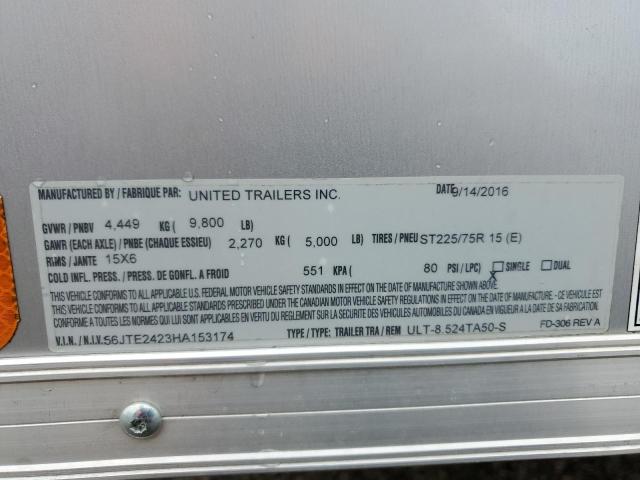 MANUFACTURED BY / FABRIQUE PAR: UNITED TRAILERS INC. DATE 9/14/2016
GVWR / PNBV 4,449 KG ( 9,800 LB)
GAWR (EACH AXLE) / PNBE (CHAQUE ESSIEU) 2,270 KG ( 5,000 LB) TIRES / PNEU ST225/75R 15 (E)
RIMS / JANTE 15X6
COLD INFL. PRESS. / PRESS. DE GONFL. A FROID 551 KPA ( 80 PSI / LPC) X SINGLE DUAL
THIS VEHICLE CONFORMS TO ALL APPLICABLE U.S. FEDERAL MOTOR VEHICLE SAFETY STANDARDS IN EFFECT ON THE DATE OF MANUFACTURE SHOWN ABOVE.
THIS VEHICLE CONFORMS TO ALL APPLICABLE STANDARDS PRESCRIBED UNDER THE CANADIAN MOTOR VEHICLE SAFETY REGULATIONS IN EFFECT ON THE DATE OF MANUFACTURE. - CE VEHICULE EST
CONFORME A TOUTES LES NORMES QUI LUI SONT APPLICABLES EN VERTU DU REGLEMENT SUR LA SECURITE DES VEHICULES AUTOMOBILES DU CANADA EN VIGUEUR A LA DATE DE SA FABRICATION.
V.I.N. / N.I.V. 56JTE2423HA153174 TYPE / TYPE: TRAILER TRA / REM ULT-8.524TA50-S FD-306 REV A